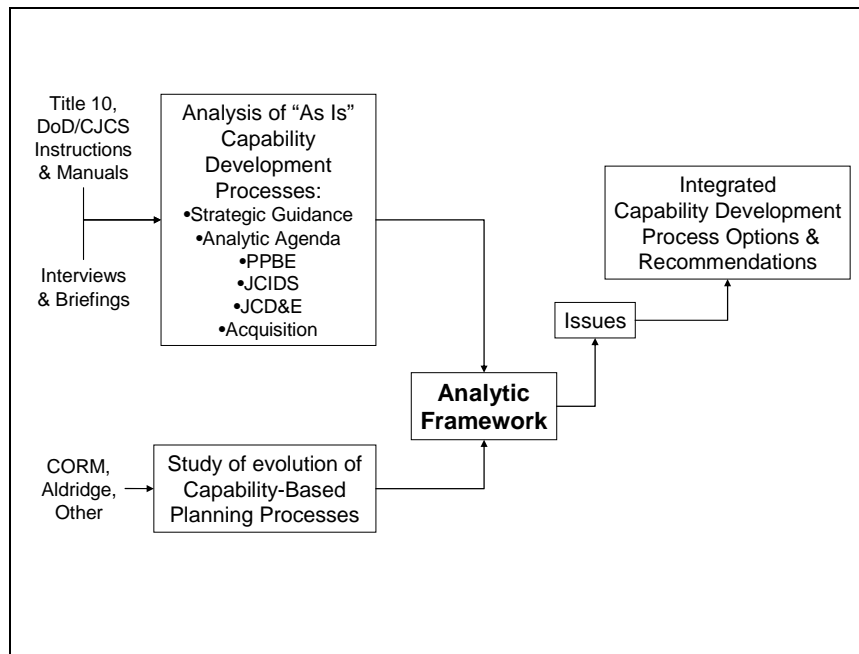 Title 10,
DoD/CJCS
Instructions
& Manuals
Interviews
& Briefings
Analysis of “As Is”
Capability
Development
Processes:
•Strategic Guidance
•Analytic Agenda
•PPBE
•JCIDS
•JCD&E
•Acquisition
CORM,
Aldridge,
Other
Study of evolution of
Capability-Based
Planning Processes
Analytic
Framework
Issues
Integrated
Capability Development
Process Options &
Recommendations